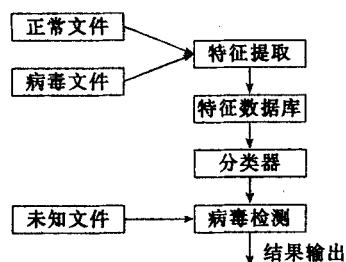 正常文件
特征提取
病毒文件
特征数据库
分类器
未知文件
病毒检测
结果输出